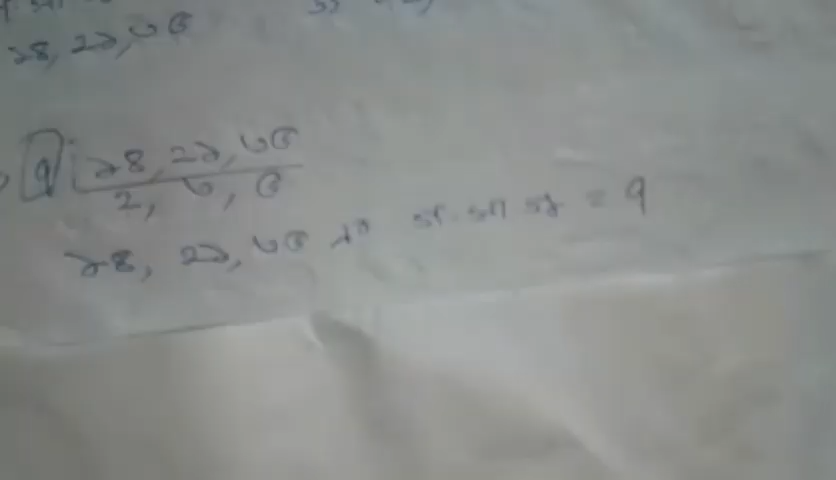 ১৪, ২১, ৩৫
৭ ১৪, ২১, ৩৫
২, ৩, ৫
১৪, ২১, ৩৫ এর গ.সা.গু = ৭